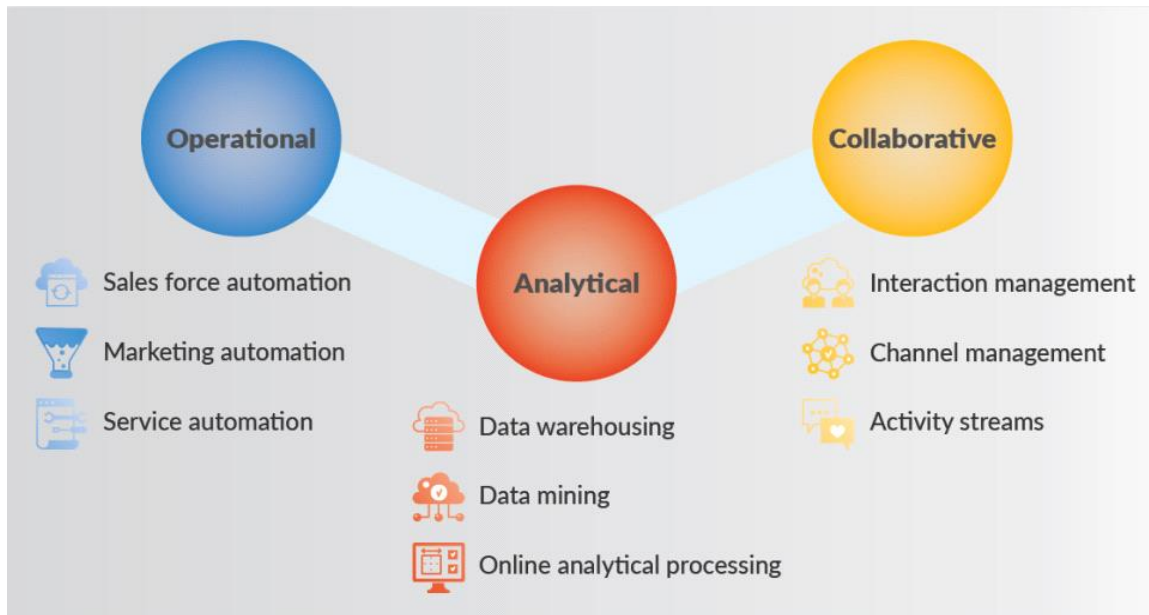 Operational
Sales force automation
Marketing automation
Service automation
Analytical
Data warehousing
Data mining
Online analytical processing
Collaborative
Interaction management
Channel management
Activity streams